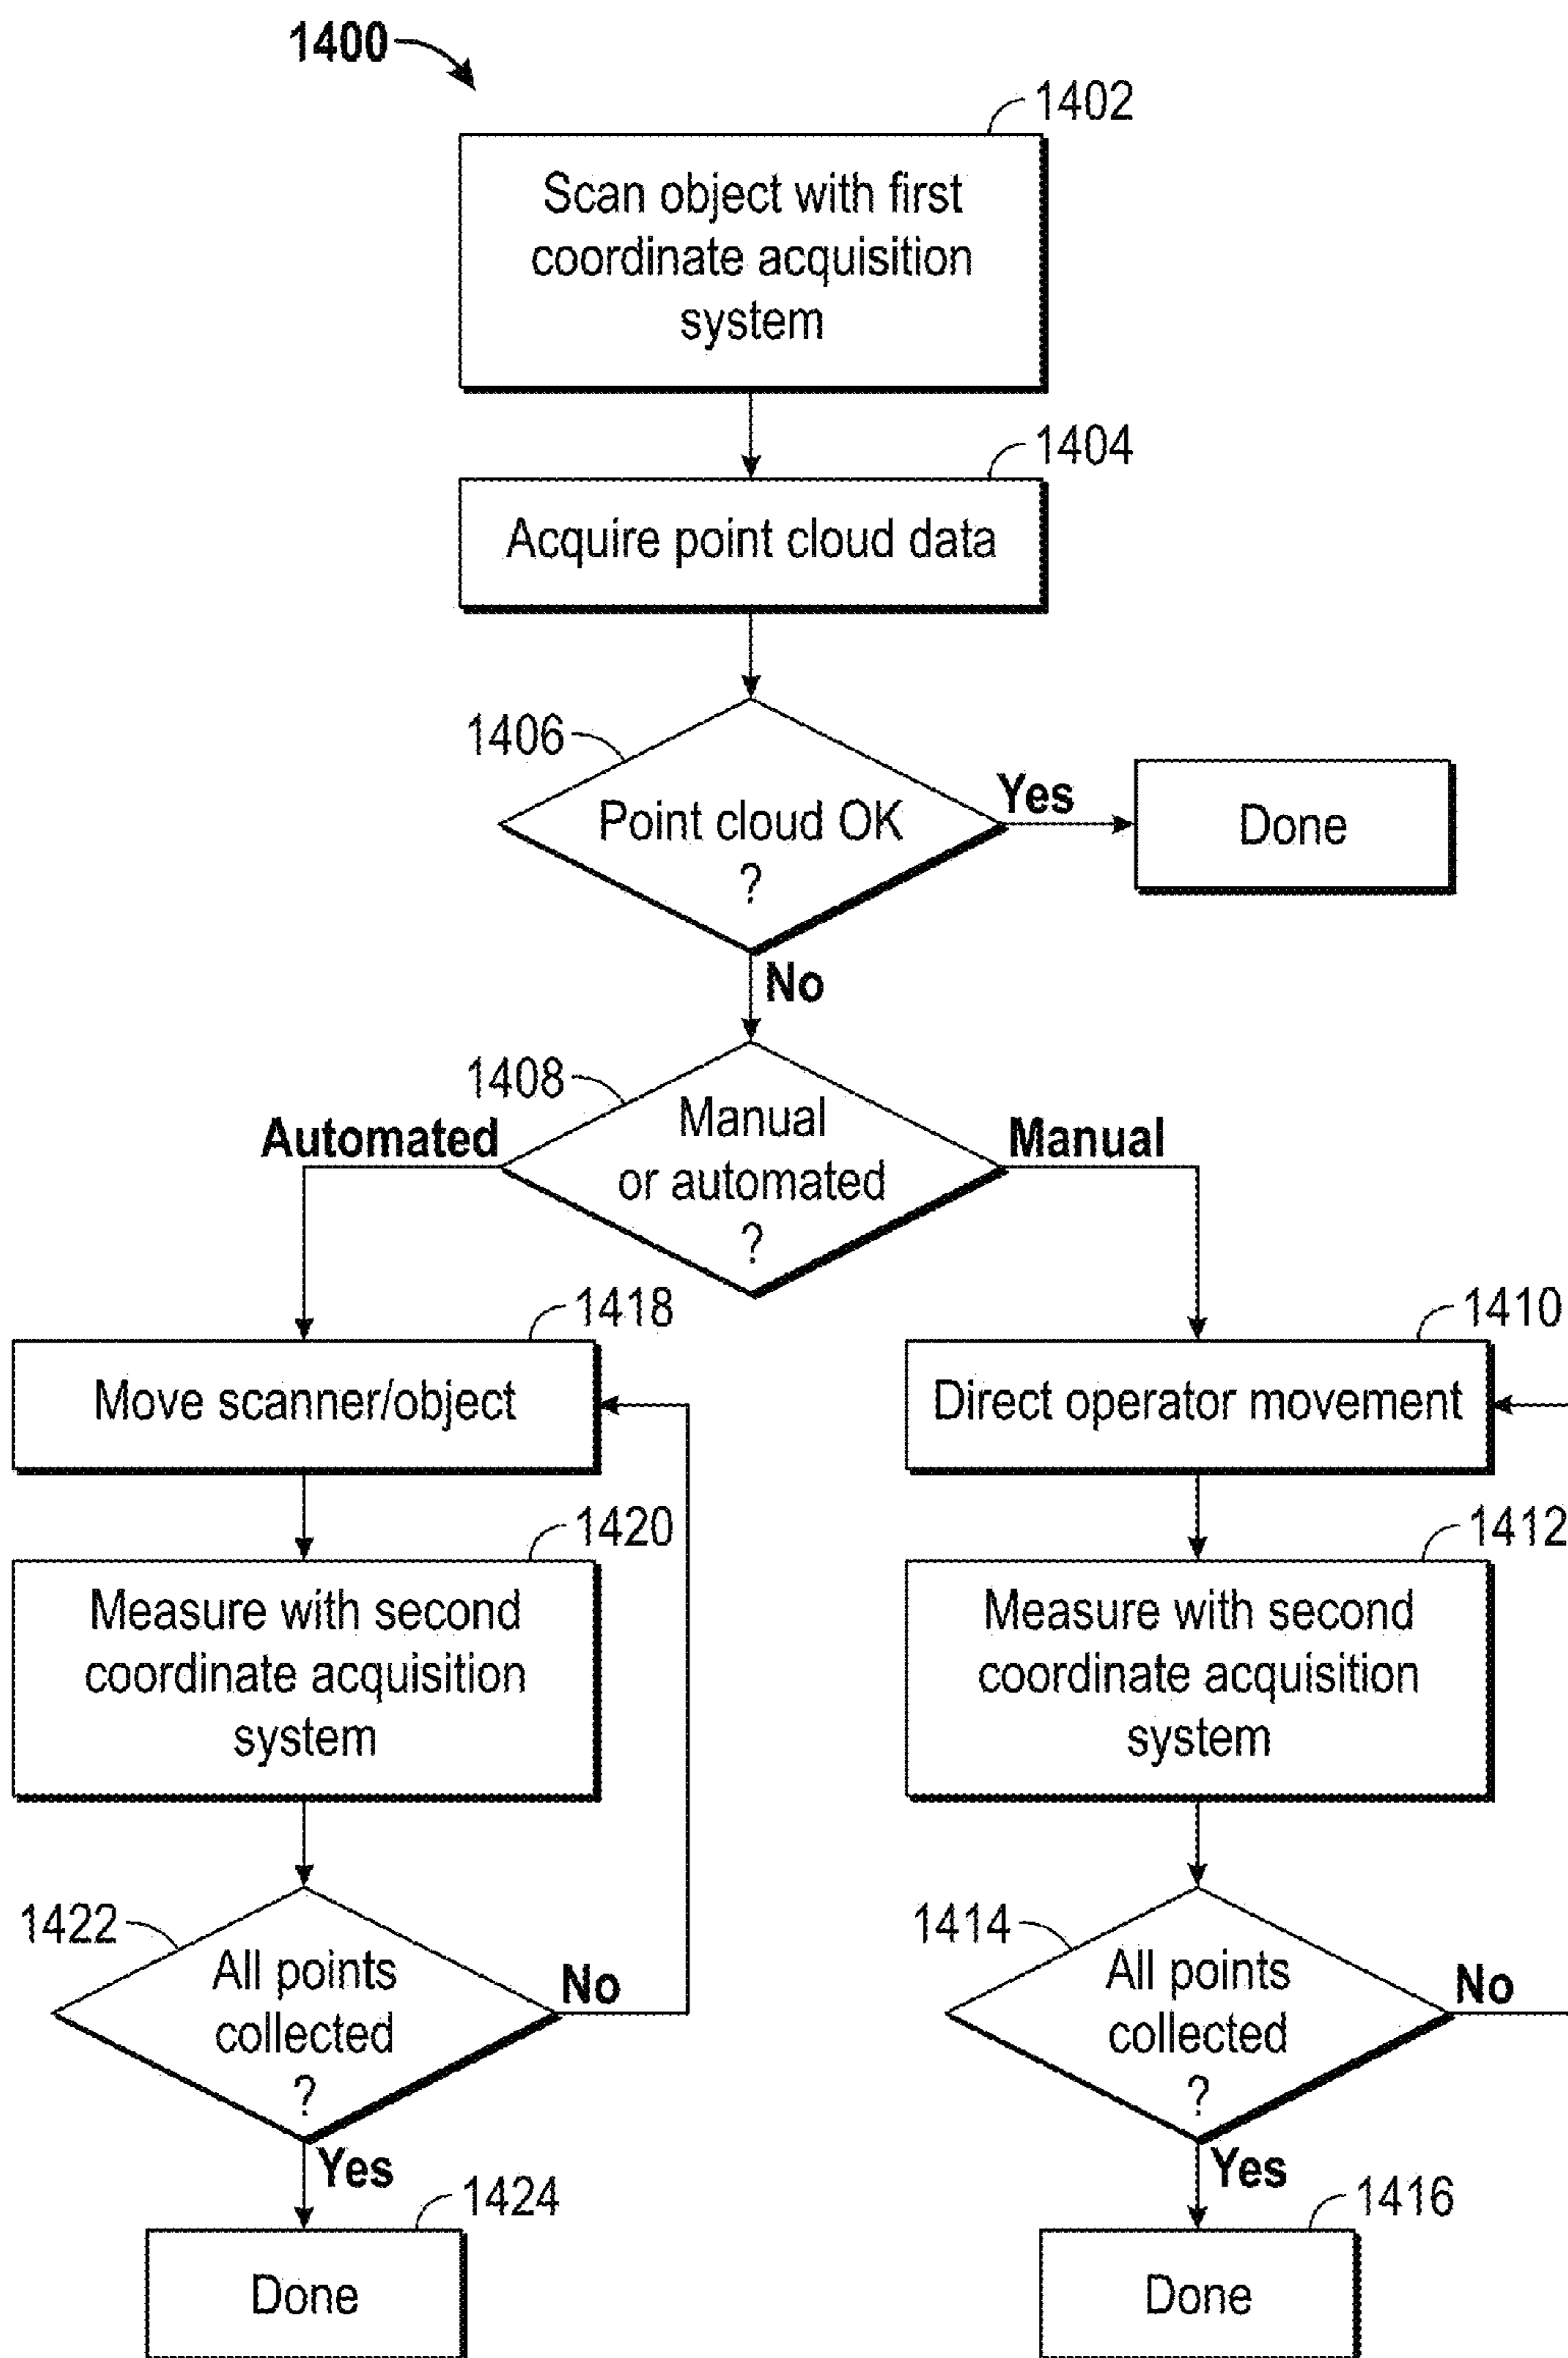 1400
1402
Scan object with first
coordinate acquisition
system
1404
Acquire point cloud data
1406
Point cloud OK
?
Yes
Done
No
1408
Manual
or automated
?
Automated
Manual
1418
Move scanner/object
1410
Direct operator movement
1420
Measure with second
coordinate acquisition
system
1412
Measure with second
coordinate acquisition
system
1422
All points
collected
?
No
1414
All points
collected
?
No
Yes
1424
Done
Yes
1416
Done